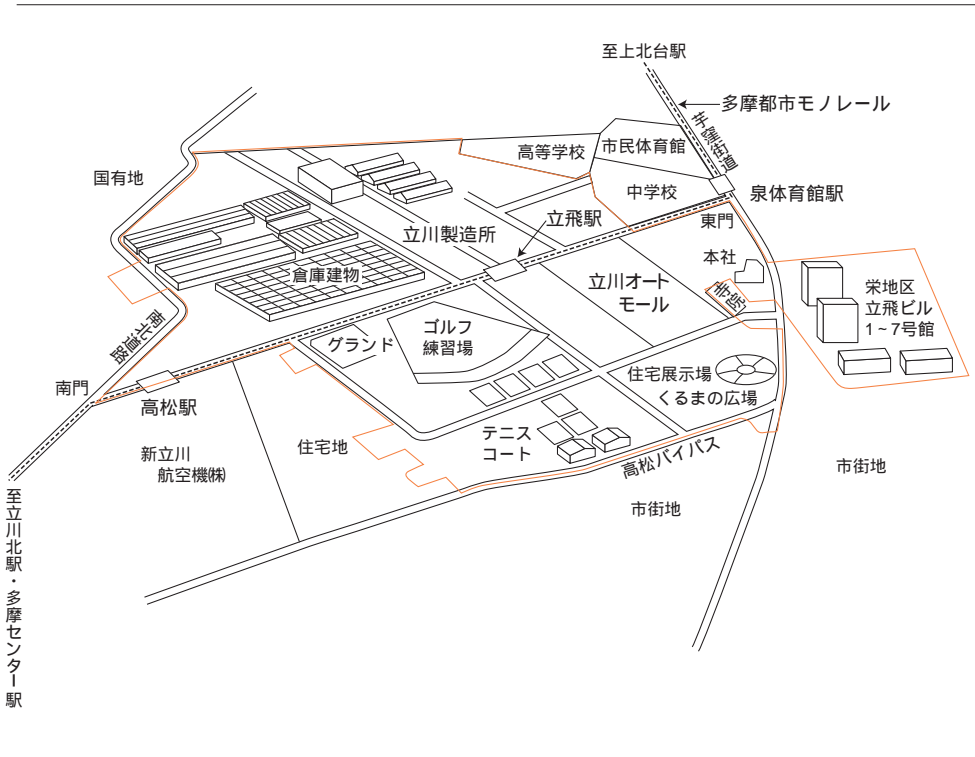 至上北台駅
多摩都市モノレール
芋窪街道
市民体育館
高等学校
国有地
中学校
泉体育館駅
立飛駅
東門
立川製造所
本社
倉庫建物
立川オート
モール
寺院
栄地区
立飛ビル
1~7号館
南北道路
ゴルフ
練習場
グランド
住宅展示場
くるまの広場
南門
高松駅
テニス
コート
住宅地
新立川
航空機㈱
高松バイパス
市街地
市街地
至立川北駅・多摩センター駅